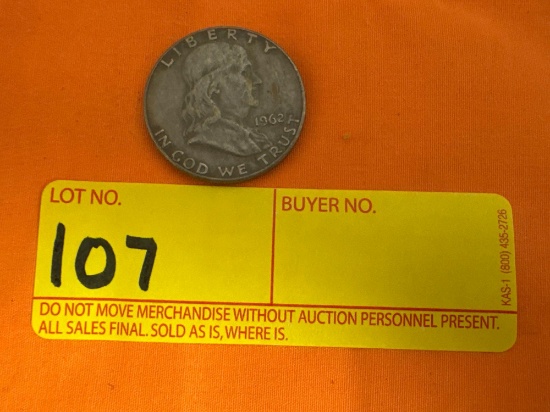 LIBERTY
1962
IN GOD WE TRUST
LOT NO.
107
BUYER NO.
KAS-1 (800) 435-2726
DO NOT MOVE MERCHANDISE WITHOUT AUCTION PERSONNEL PRESENT.
ALL SALES FINAL. SOLD AS IS, WHERE IS.